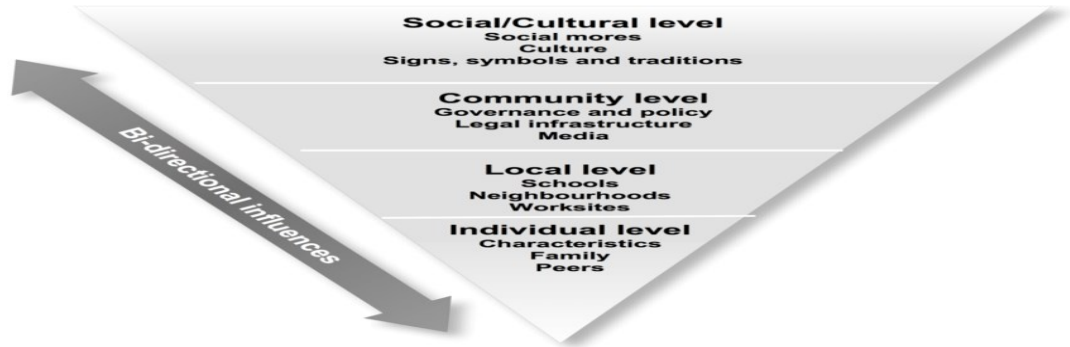 Social/Cultural level
Social mores
Culture
Signs, symbols and traditions
Community level
Governance and policy
Legal infrastructure
Media
Local level
Schools
Neighbourhoods
Worksites
Individual level
Characteristics
Family
Peers
Bi-directional influences